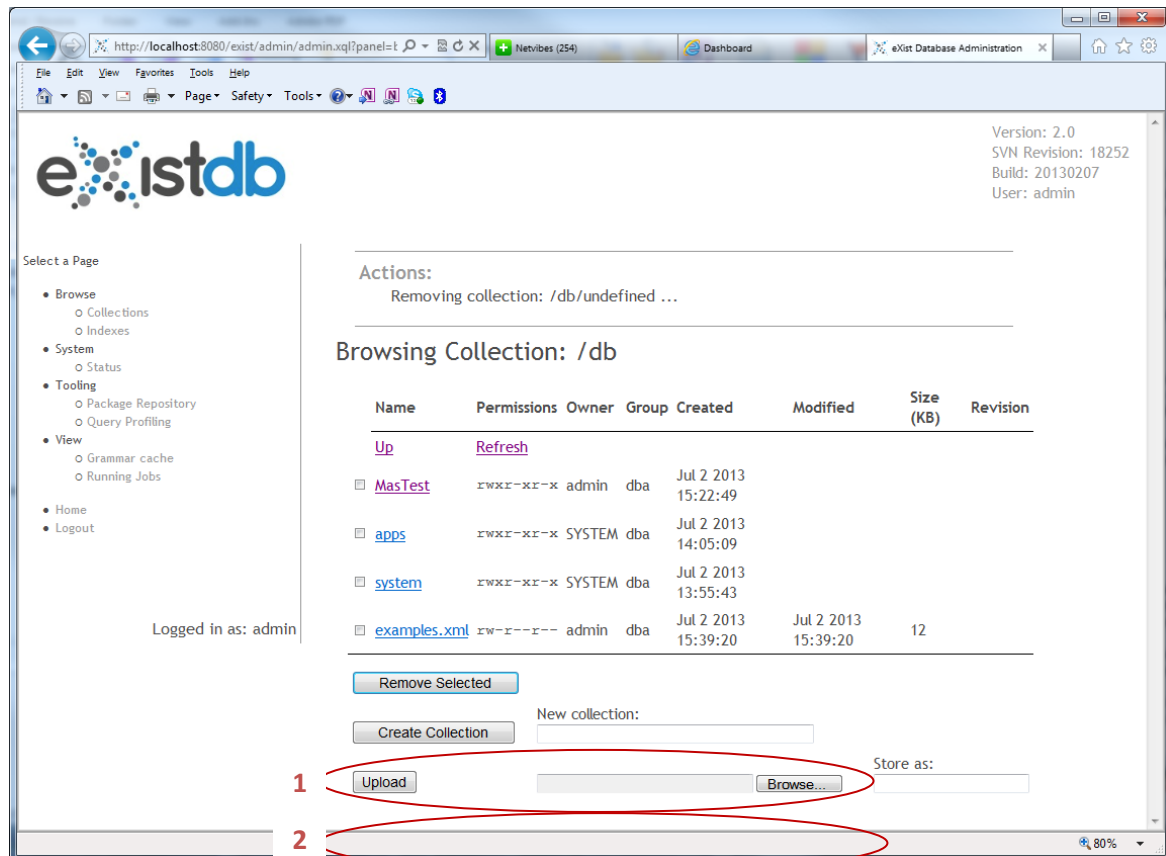 http://localhost:8080/exist/admin/admin.xql?panel=b
Netvibes (254)
Dashboard
eXist Database Administration
File Edit View Favorites Tools Help
Page Safety Tools
Version: 2.0
SVN Revision: 18252
Build: 20130207
User: admin
eXistdb
Select a Page
Browse
Collections
Indexes
System
Status
Tooling
Package Repository
Query Profiling
View
Grammar cache
Running Jobs
Home
Logout
Logged in as: admin
Actions:
Removing collection: /db/undefined ...
Browsing Collection: /db
Name Permissions Owner Group Created Modified Size (KB) Revision
Up Refresh
MasTest rwxr-xr-x admin dba Jul 2 2013 15:22:49
apps rwxr-xr-x SYSTEM dba Jul 2 2013 14:05:09
system rwxr-xr-x SYSTEM dba Jul 2 2013 13:55:43
examples.xml rw-r--r-- admin dba Jul 2 2013 15:39:20 Jul 2 2013 15:39:20 12
Remove Selected
New collection:
Create Collection
Store as:
1 Upload Browse...
2
80%